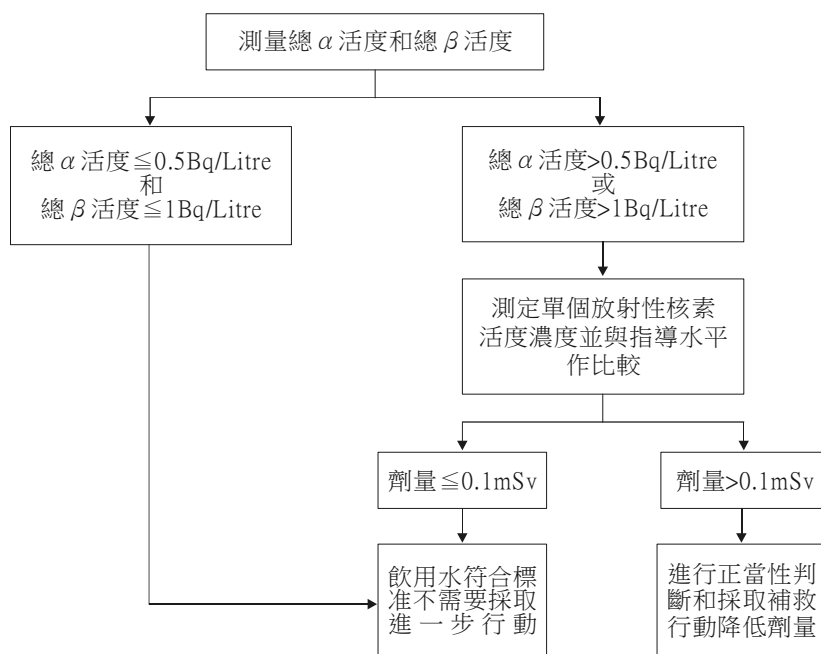 測量總α活度和總β活度
總α活度≦0.5Bq/Litre
和
總β活度≦1Bq/Litre
總α活度>0.5Bq/Litre
或
總β活度>1Bq/Litre
測定單個放射性核素
活度濃度並與指導水平
作比較
劑量≦0.1mSv
劑量>0.1mSv
飲用水符合標
准不需要採取
進一步行動
進行正當性判
斷和採取補救
行動降低劑量